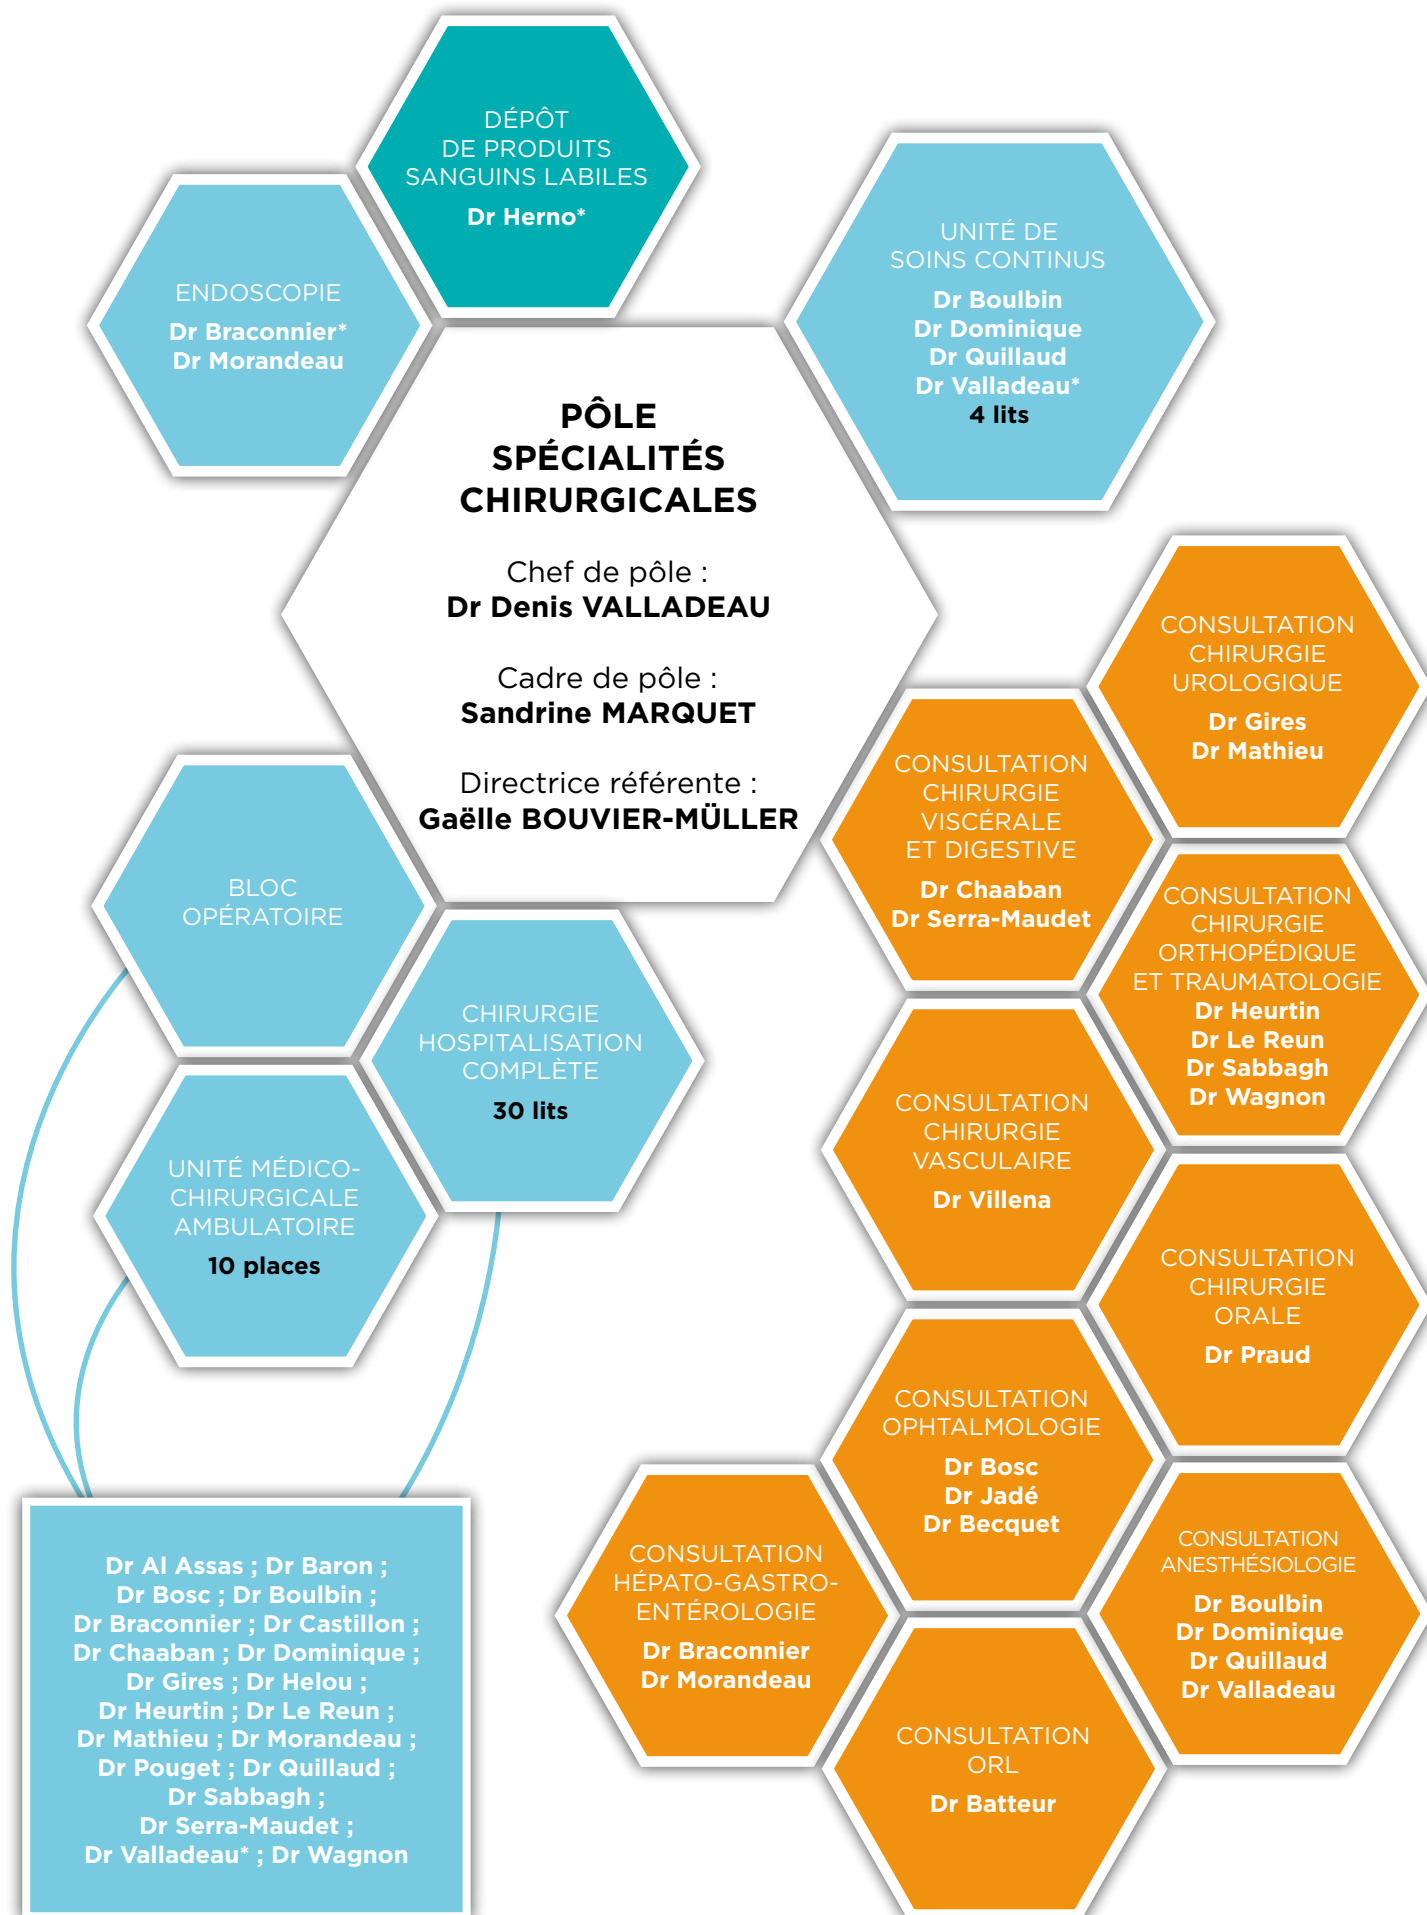 DÉPÔT
DE PRODUITS
SANGUINS LABILES
Dr Herno*
ENDOSCOPIE
Dr Braconnier*
Dr Morandeau
UNITÉ DE
SOINS CONTINUS
Dr Boulbin
Dr Dominique
Dr Quillaud
Dr Valladeau*
4 lits
PÔLE
SPÉCIALITÉS
CHIRURGICALES
Chef de pôle :
Dr Denis VALLADEAU
Cadre de pôle :
Sandrine MARQUET
Directrice référente :
Gaëlle BOUVIER-MÜLLER
CONSULTATION
CHIRURGIE
UROLOGIQUE
Dr Gires
Dr Mathieu
CONSULTATION
CHIRURGIE
VISCÉRALE
ET DIGESTIVE
Dr Chaaban
Dr Serra-Maudet
BLOC
OPÉRATOIRE
CONSULTATION
CHIRURGIE
ORTHOPÉDIQUE
ET TRAUMATOLOGIE
Dr Heurtin
Dr Le Reun
Dr Sabbagh
Dr Wagnon
CHIRURGIE
HOSPITALISATION
COMPLÈTE
30 lits
CONSULTATION
CHIRURGIE
VASCULAIRE
Dr Villena
UNITÉ MÉDICO-
CHIRURGICALE
AMBULATOIRE
10 places
CONSULTATION
CHIRURGIE
ORALE
Dr Praud
CONSULTATION
OPHTALMOLOGIE
Dr Bosc
Dr Jadé
Dr Becquet
CONSULTATION
HÉPATO-GASTRO-
ENTÉROLOGIE
Dr Braconnier
Dr Morandeau
CONSULTATION
ANESTHÉSIOLOGIE
Dr Boulbin
Dr Dominique
Dr Quillaud
Dr Valladeau
CONSULTATION
ORL
Dr Batteur
Dr Al Assas ; Dr Baron ;
Dr Bosc ; Dr Boulbin ;
Dr Braconnier ; Dr Castillon ;
Dr Chaaban ; Dr Dominique ;
Dr Gires ; Dr Helou ;
Dr Heurtin ; Dr Le Reun ;
Dr Mathieu ; Dr Morandeau ;
Dr Pouget ; Dr Quillaud ;
Dr Sabbagh ;
Dr Serra-Maudet ;
Dr Valladeau* ; Dr Wagnon